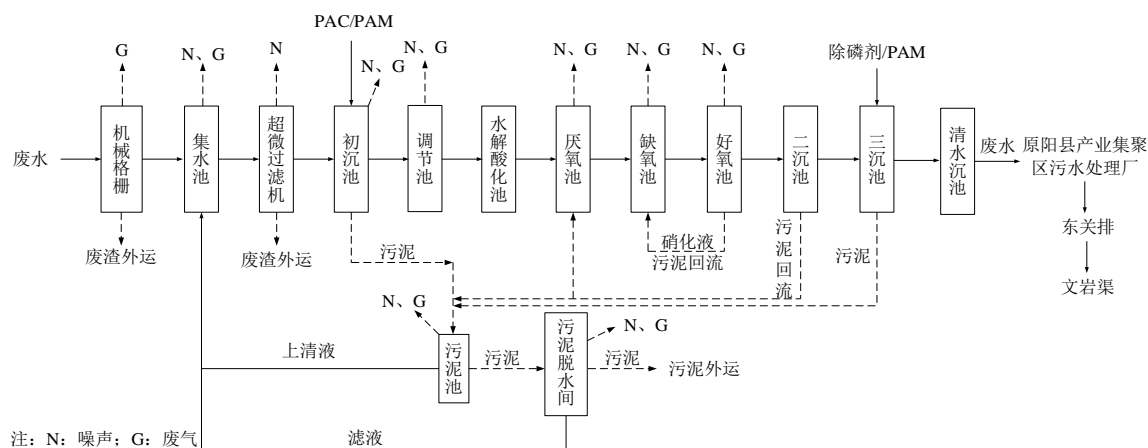 PAC/PAM
G
N、G
N
N、G
N、G
N、G
N、G
N、G
除磷剂/PAM
废水
机械格栅
集水池
超微过滤机
初沉池
调节池
水解酸化池
厌氧池
缺氧池
好氧池
二沉池
三沉池
清水沉池
废水
原阳县产业集聚
区污水处理厂
东关排
文岩渠
废渣外运
废渣外运
污泥
硝化液
污泥回流
污泥回流
污泥
N、G
污泥池
污泥
污泥脱水间
N、G
污泥
污泥外运
上清液
滤液
注：N：噪声；G：废气